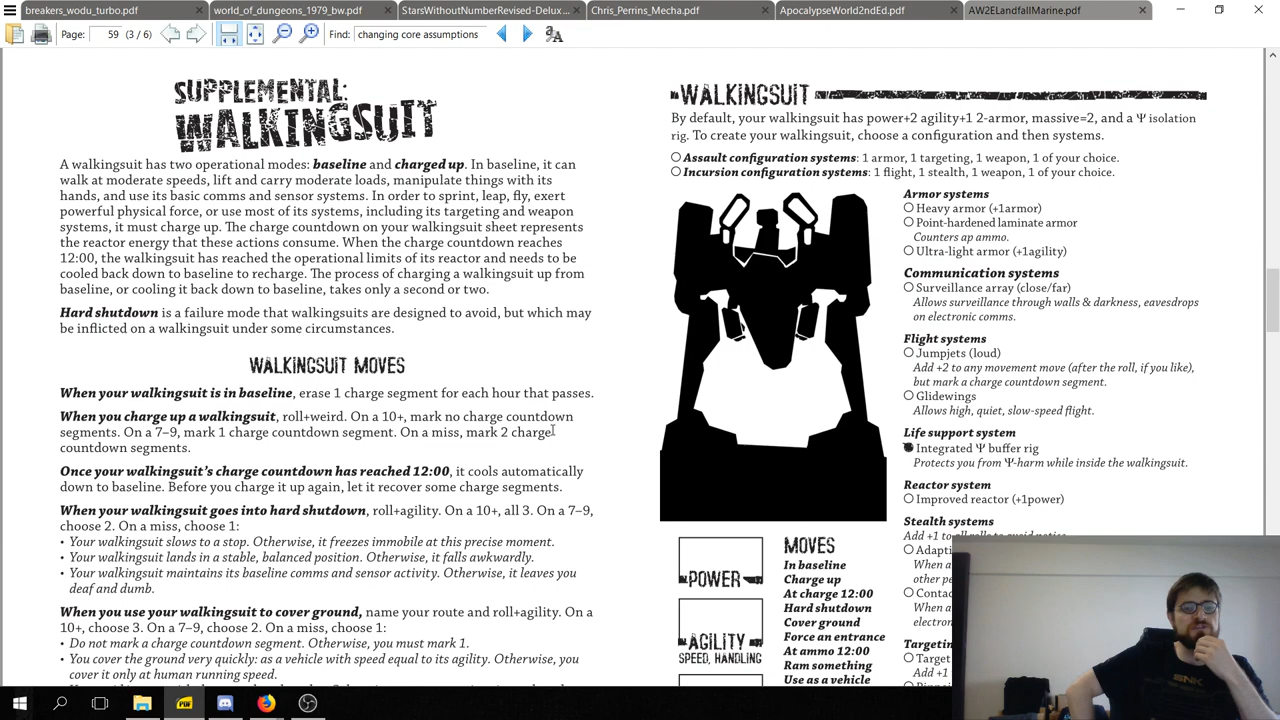 breakers_wodu_turbo.pdf
world_of_dungeons_1979_bw.pdf
StarsWithoutNumberRevised-Delux...
Chris_Perrins_Mecha.pdf
ApocalypseWorld2ndEd.pdf
AW2ELandfallMarine.pdf
Page: 59 (3 / 6)
Find: changing core assumptions
SUPPLEMENTAL:
WALKINGSUIT
A walkingsuit has two operational modes: baseline and charged up. In baseline, it can
walk at moderate speeds, lift and carry moderate loads, manipulate things with its
hands, and use its basic comms and sensor systems. In order to sprint, leap, fly, exert
powerful physical force, or use most of its systems, including its targeting and weapon
systems, it must charge up. The charge countdown on your walkingsuit sheet represents
the reactor energy that these actions consume. When the charge countdown reaches
12:00, the walkingsuit has reached the operational limits of its reactor and needs to be
cooled back down to baseline to recharge. The process of charging a walkingsuit up from
baseline, or cooling it back down to baseline, takes only a second or two.
Hard shutdown is a failure mode that walkingsuits are designed to avoid, but which may
be inflicted on a walkingsuit under some circumstances.
WALKINGSUIT MOVES
When your walkingsuit is in baseline, erase 1 charge segment for each hour that passes.
When you charge up a walkingsuit, roll+weird. On a 10+, mark no charge countdown
segments. On a 7–9, mark 1 charge countdown segment. On a miss, mark 2 charge
countdown segments.
Once your walkingsuit's charge countdown has reached 12:00, it cools automatically
down to baseline. Before you charge it up again, let it recover some charge segments.
When your walkingsuit goes into hard shutdown, roll+agility. On a 10+, all 3. On a 7–9,
choose 2. On a miss, choose 1:
• Your walkingsuit slows to a stop. Otherwise, it freezes immobile at this precise moment.
• Your walkingsuit lands in a stable, balanced position. Otherwise, it falls awkwardly.
• Your walkingsuit maintains its baseline comms and sensor activity. Otherwise, it leaves you
deaf and dumb.
When you use your walkingsuit to cover ground, name your route and roll+agility. On a
10+, choose 3. On a 7–9, choose 2. On a miss, choose 1:
• Do not mark a charge countdown segment. Otherwise, you must mark 1.
• You cover the ground very quickly: as a vehicle with speed equal to its agility. Otherwise, you
cover it only at human running speed.
WALKINGSUIT
By default, your walkingsuit has power+2 agility+1 2-armor, massive=2, and a Ψ isolation
rig. To create your walkingsuit, choose a configuration and then systems.
Assault configuration systems: 1 armor, 1 targeting, 1 weapon, 1 of your choice.
Incursion configuration systems: 1 flight, 1 stealth, 1 weapon, 1 of your choice.
Armor systems
Heavy armor (+1armor)
Point-hardened laminate armor
Counters ap ammo.
Ultra-light armor (+1agility)
Communication systems
Surveillance array (close/far)
Allows surveillance through walls & darkness, eavesdrops
on electronic comms.
Flight systems
Jumpjets (loud)
Add +2 to any movement move (after the roll, if you like),
but mark a charge countdown segment.
Glidewings
Allows high, quiet, slow-speed flight.
Life support system
Integrated Ψ buffer rig
Protects you from Ψ-harm while inside the walkingsuit.
Reactor system
Improved reactor (+1power)
Stealth systems
Add +1 to all rolls to avoid notice.
POWER
AGILITY
SPEED, HANDLING
MOVES
In baseline
Charge up
At charge 12:00
Hard shutdown
Cover ground
Force an entrance
At ammo 12:00
Ram something
Use as a vehicle
Targeting
Target
Add +1